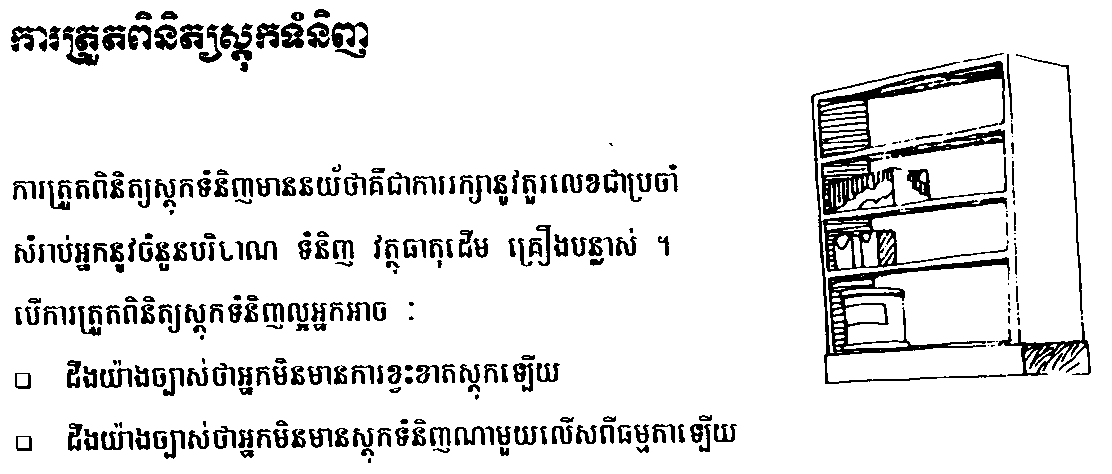 ការត្រួតពិនិត្យស្តុកទំនិញ
ការត្រួតពិនិត្យស្តុកទំនិញមានន័យថាគឺជាការរក្សានូវតួរលេខជាប្រចាំ
សំរាប់អ្នកនូវចំនួនបរិមាណ ទំនិញ វត្ថុធាតុដើម គ្រឿងបន្លាស់ ។
បើការត្រួតពិនិត្យស្តុកទំនិញល្អអ្នកអាច :
□ ដឹងយ៉ាងច្បាស់ថាអ្នកមិនមានការខ្វះខាតស្តុកឡើយ
□ ដឹងយ៉ាងច្បាស់ថាអ្នកមិនមានស្តុកទំនិញណាមួយលើសពីធម្មតាឡើយ